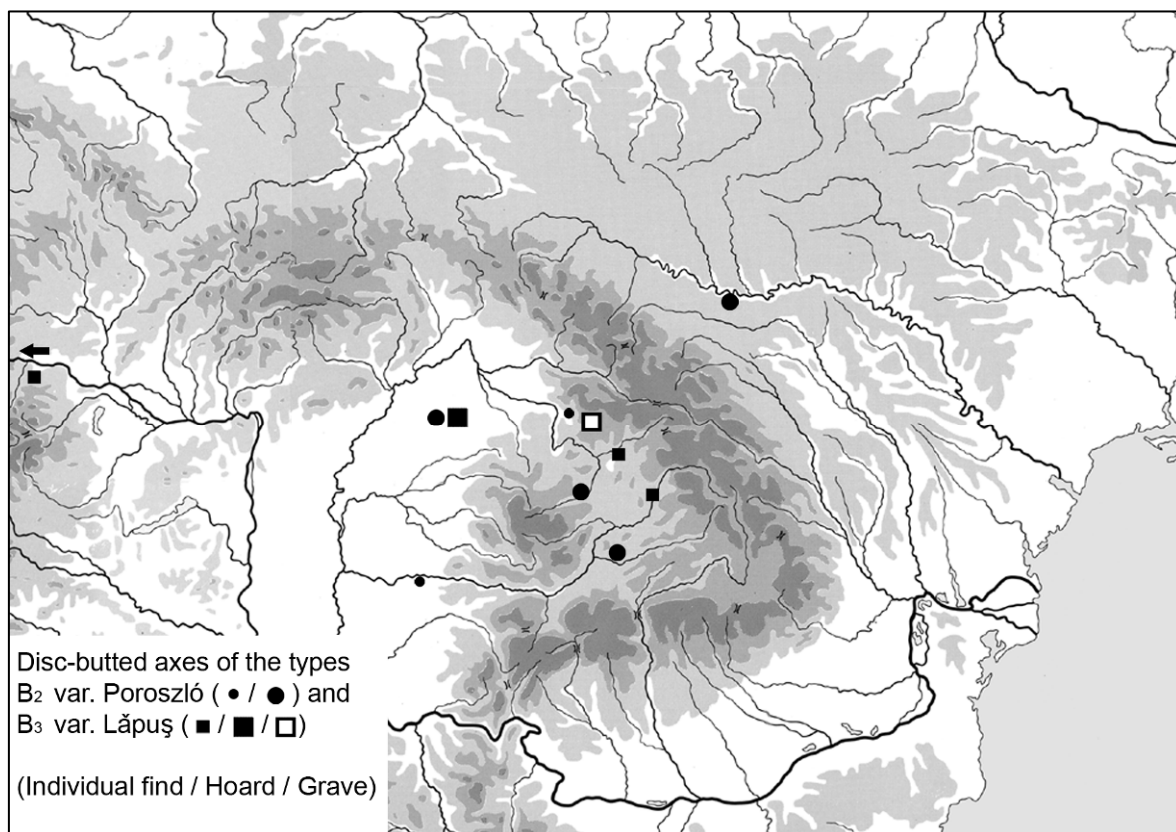 Disc-butted axes of the types
B2 var. Poroszló ( • / ● ) and
B3 var. Lăpuş ( ■ / ■ / □ )
(Individual find / Hoard / Grave)